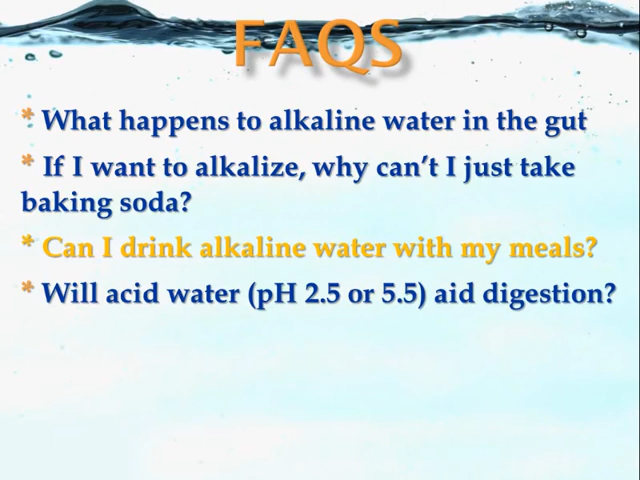 FAQS
* What happens to alkaline water in the gut
* If I want to alkalize, why can’t I just take
baking soda?
* Can I drink alkaline water with my meals?
* Will acid water (pH 2.5 or 5.5) aid digestion?